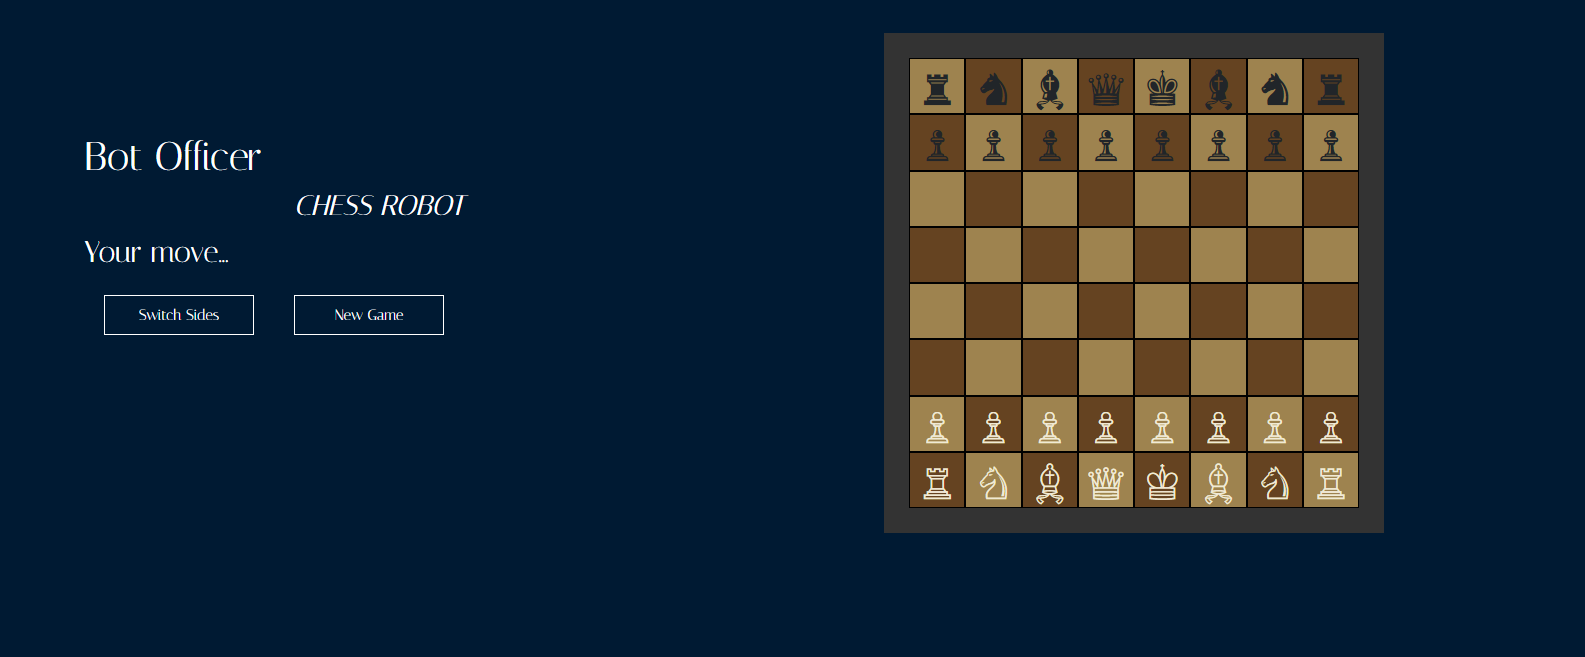 Bot Officer
CHESS ROBOT
Your move...
Switch Sides
New Game